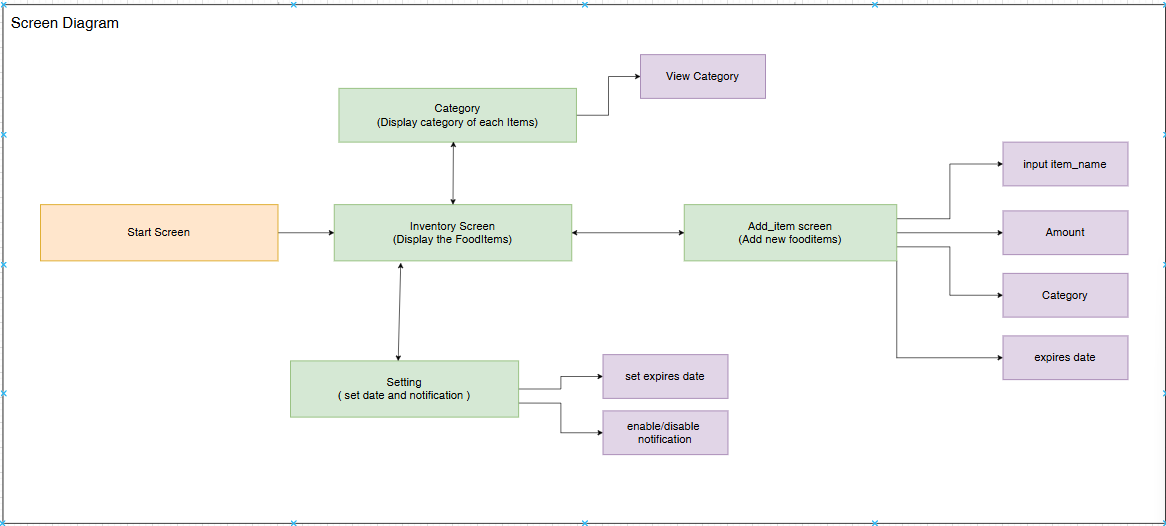 Screen Diagram
View Category
Category
(Display category of each Items)
input item_name
Start Screen
Inventory Screen
(Display the FoodItems)
Add_item screen
(Add new fooditems)
Amount
Category
expires date
Setting
( set date and notification )
set expires date
enable/disable
notification